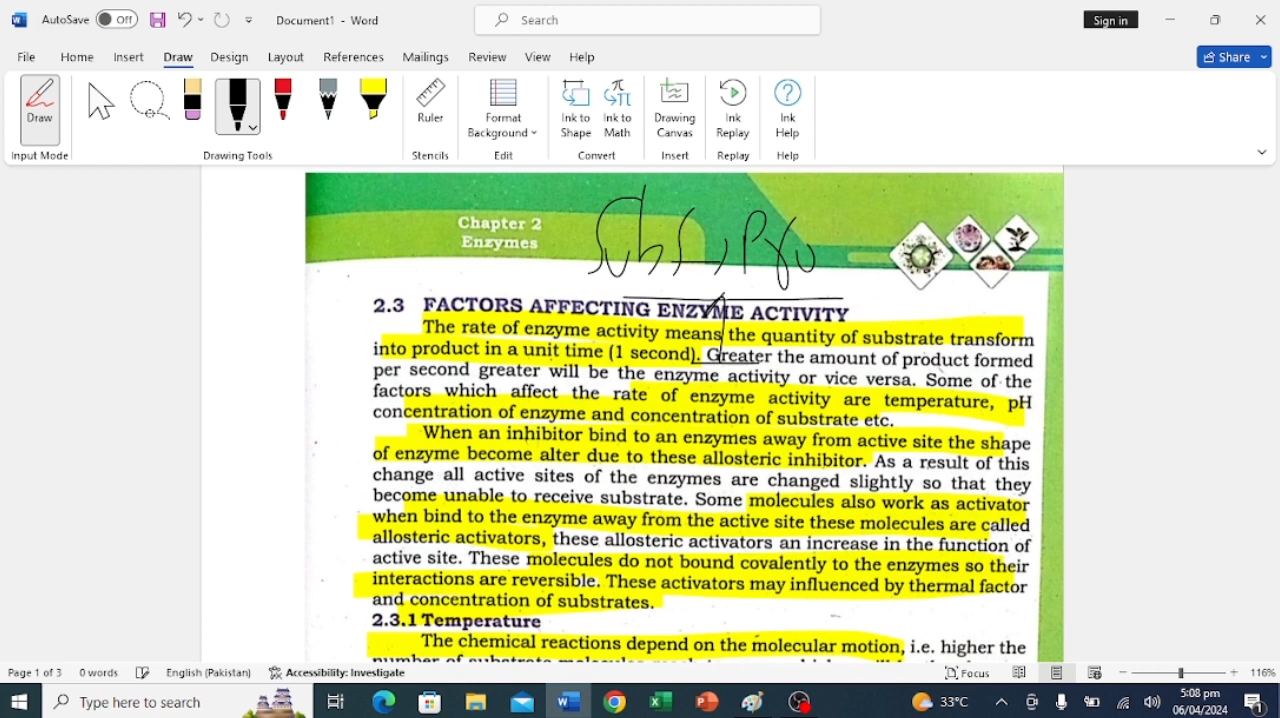 AutoSave Off Document1 - Word Search Sign in
File Home Insert Draw Design Layout References Mailings Review View Help Share
Draw Ruler Format Background Ink to Shape Ink to Math Drawing Canvas Ink Replay Ink Help
Input Mode Drawing Tools Stencils Edit Convert Insert Replay Help
Chapter 2
Enzymes
2.3 FACTORS AFFECTING ENZYME ACTIVITY
The rate of enzyme activity means the quantity of substrate transform
into product in a unit time (1 second). Greater the amount of product formed
per second greater will be the enzyme activity or vice versa. Some of the
factors which affect the rate of enzyme activity are temperature, pH
concentration of enzyme and concentration of substrate etc.
When an inhibitor bind to an enzymes away from active site the shape
of enzyme become alter due to these allosteric inhibitor. As a result of this
change all active sites of the enzymes are changed slightly so that they
become unable to receive substrate. Some molecules also work as activator
when bind to the enzyme away from the active site these molecules are called
allosteric activators, these allosteric activators an increase in the function of
active site. These molecules do not bound covalently to the enzymes so their
interactions are reversible. These activators may influenced by thermal factor
and concentration of substrates.
2.3.1 Temperature
The chemical reactions depend on the molecular motion, i.e. higher the
Page 1 of 3 0 words English (Pakistan) Accessibility: Investigate Focus 116%
Type here to search 33°C 5:08 pm
06/04/2024